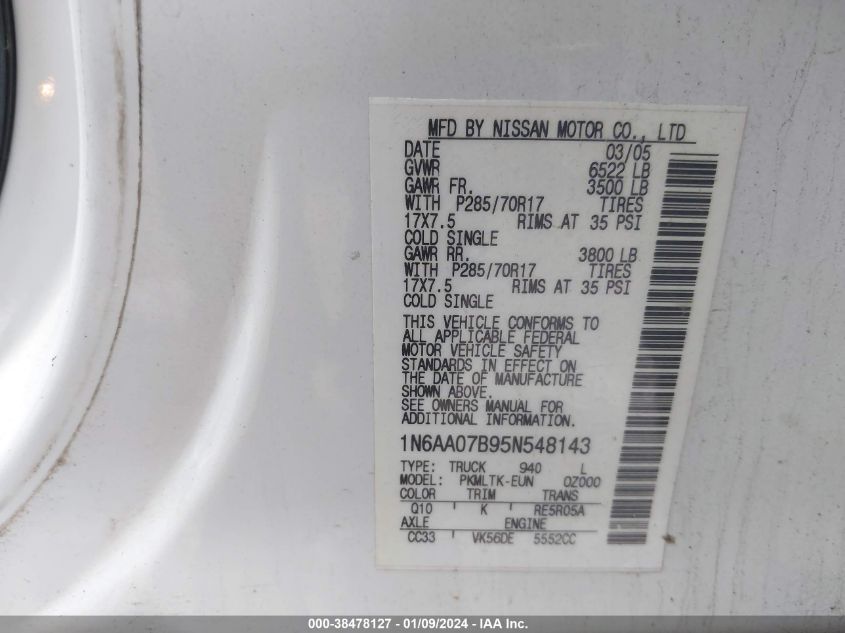 MFD BY NISSAN MOTOR CO., LTD
DATE 03/05
GVWR 6522 LB
GAWR FR. 3500 LB
WITH P285/70R17 TIRES
17X7.5 RIMS AT 35 PSI
COLD SINGLE
GAWR RR. 3800 LB
WITH P285/70R17 TIRES
17X7.5 RIMS AT 35 PSI
COLD SINGLE
THIS VEHICLE CONFORMS TO
ALL APPLICABLE FEDERAL
MOTOR VEHICLE SAFETY
STANDARDS IN EFFECT ON
THE DATE OF MANUFACTURE
SHOWN ABOVE.
SEE OWNERS MANUAL FOR
ADDITIONAL INFORMATION.
1N6AA07B95N548143
TYPE: TRUCK 940 L
MODEL: PKMLTK-EUN 0Z000
COLOR TRIM TRANS
Q10 K RE5R05A
AXLE ENGINE
CC33 VK56DE 5552CC
000-38478127 - 01/09/2024 - IAA Inc.